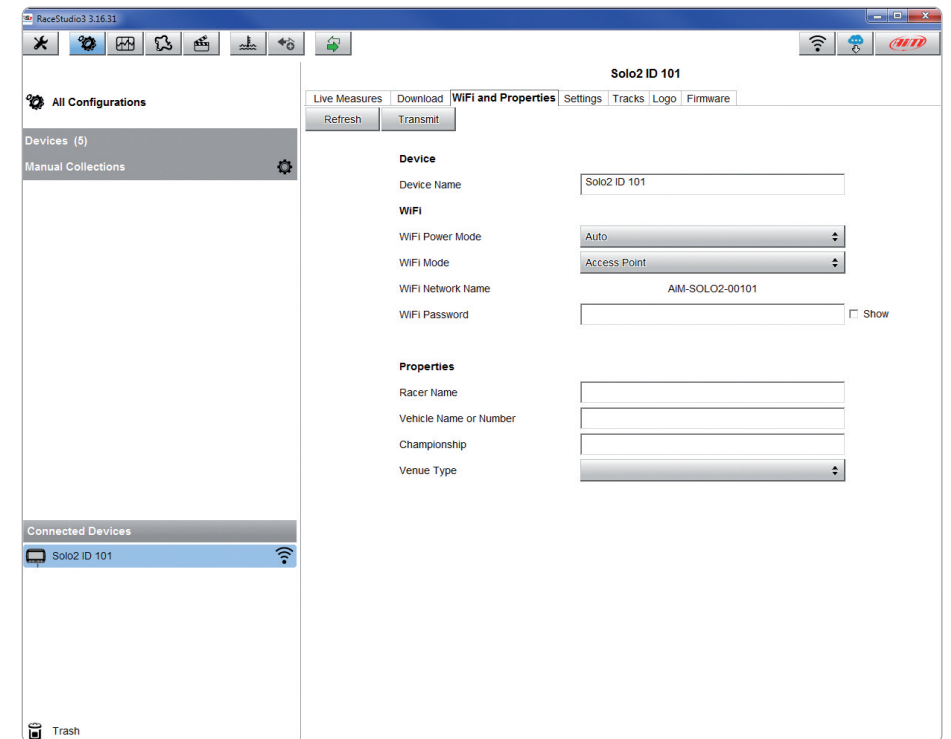 RaceStudio3 3.16.31
AiM
Solo2 ID 101
All Configurations
Live Measures Download WiFi and Properties Settings Tracks Logo Firmware
Refresh Transmit
Devices (5)
Manual Collections
Device
Device Name Solo2 ID 101
WiFi
WiFi Power Mode Auto
WiFi Mode Access Point
WiFi Network Name AiM-SOLO2-00101
WiFi Password Show
Properties
Racer Name
Vehicle Name or Number
Championship
Venue Type
Connected Devices
Solo2 ID 101
Trash